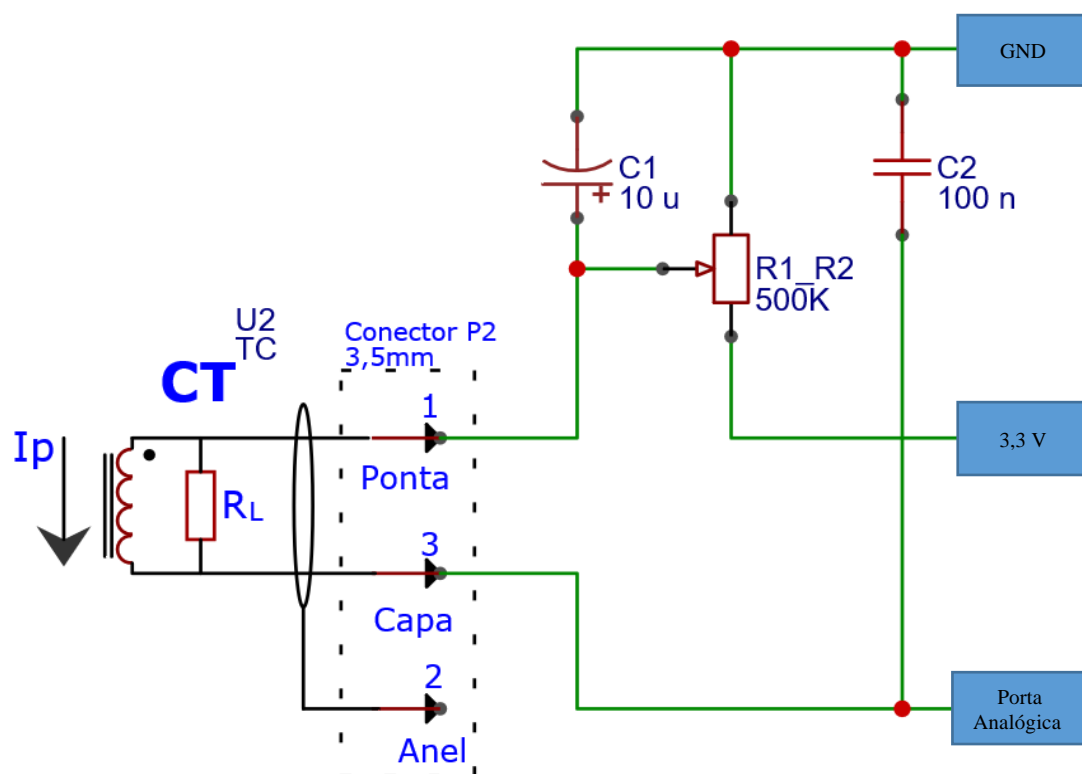 GND
C1
10 u
C2
100 n
R1_R2
500K
U2
TC
CT
Conector P2
3,5mm
1
Ip
3,3 V
Ponta
RL
3
Capa
2
Porta
Analógica
Anel